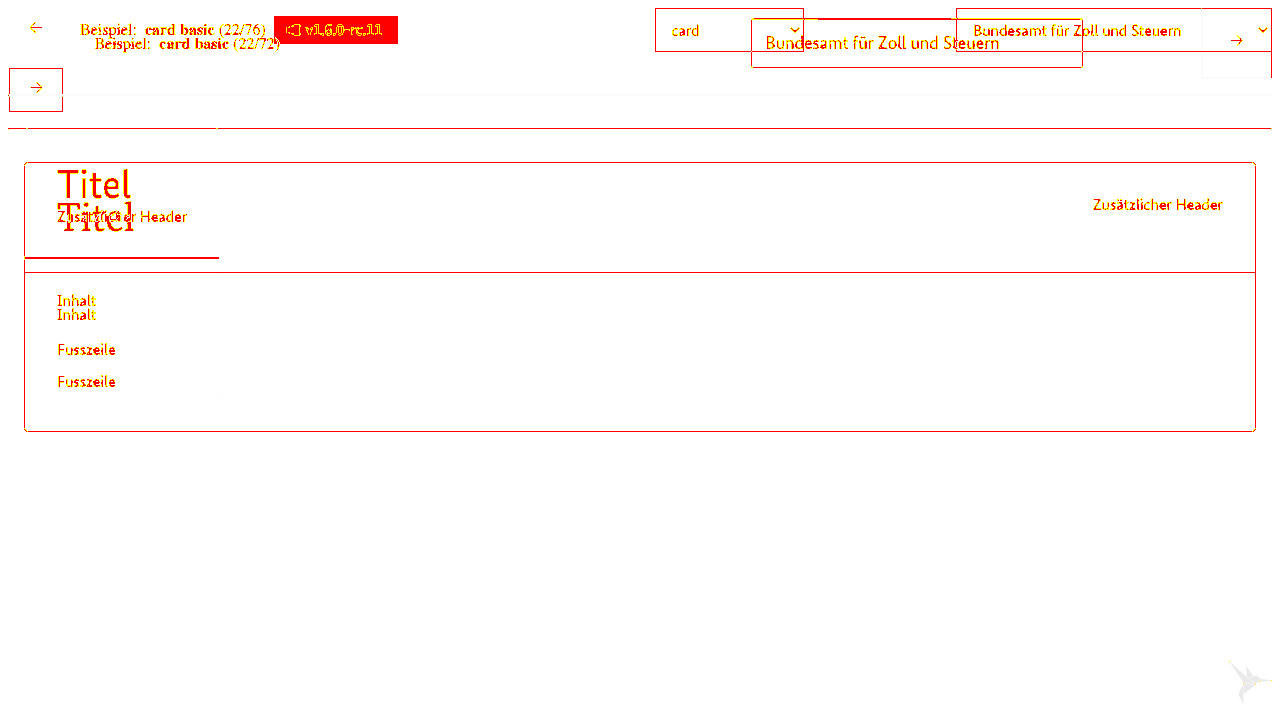 ← Beispiel: card basic (22/76) v1.6.0-rc.11
Beispiel: card basic (22/72)
card
Bundesamt für Zoll und Steuern
Bundesamt für Zoll und Steuern
→
→
Titel
Titel
Zusätzlicher Header
Zusätzlicher Header
Inhalt
Inhalt
Fusszeile
Fusszeile